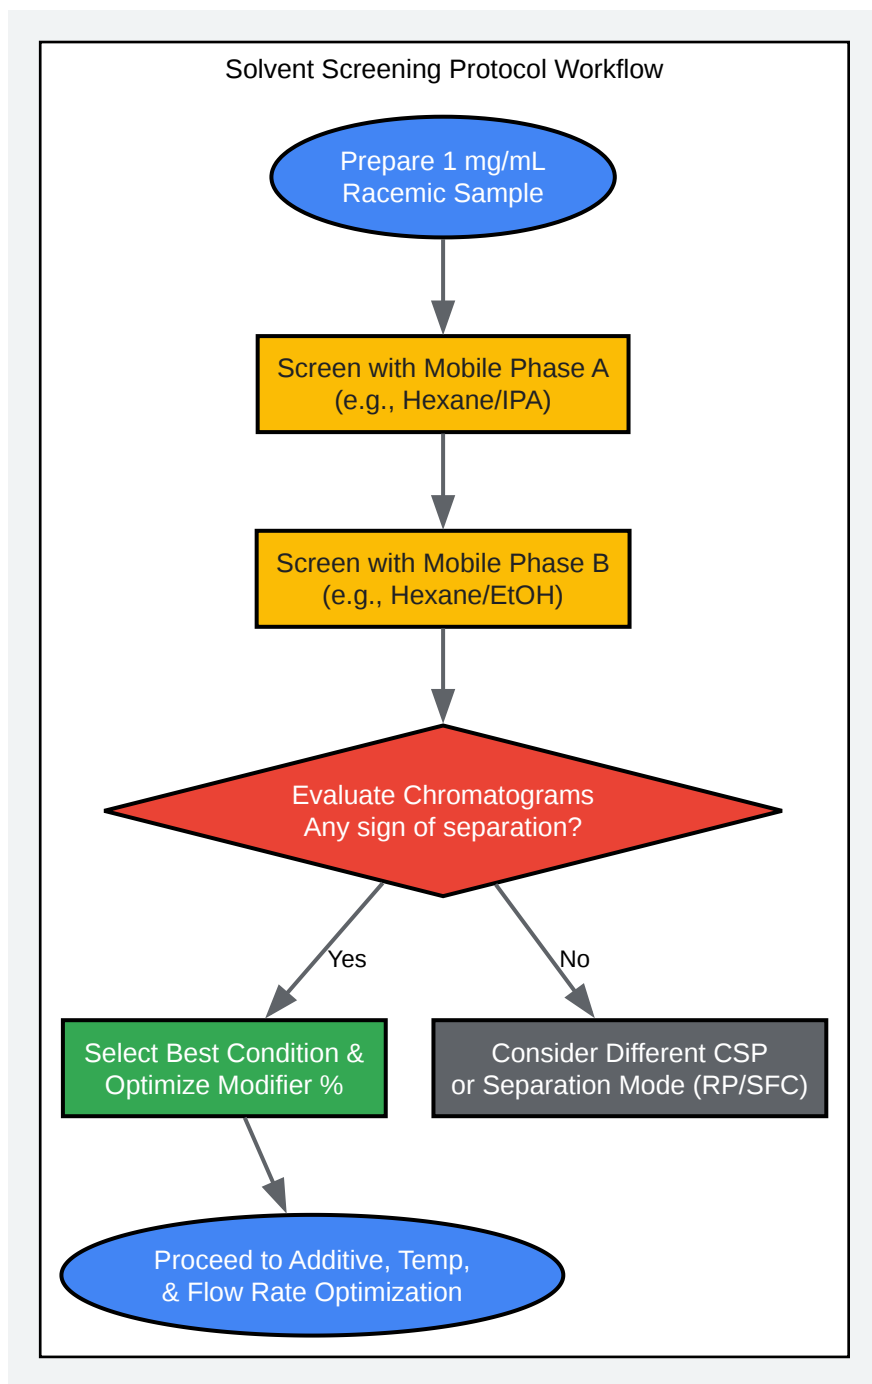 Solvent Screening Protocol Workflow
Prepare 1 mg/mL
Racemic Sample
Screen with Mobile Phase A
(e.g., Hexane/IPA)
Screen with Mobile Phase B
(e.g., Hexane/EtOH)
Evaluate Chromatograms
Any sign of separation?
Yes
No
Select Best Condition &
Optimize Modifier %
Consider Different CSP
or Separation Mode (RP/SFC)
Proceed to Additive, Temp,
& Flow Rate Optimization